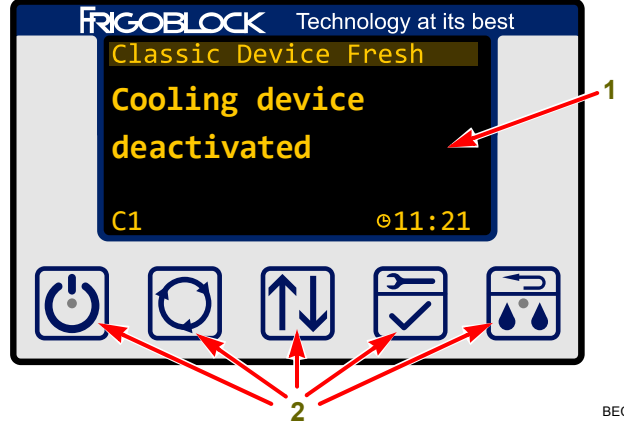 FRIGOBLOCK Technology at its best
Classic Device Fresh
Cooling device
deactivated
C1 11:21
1
2